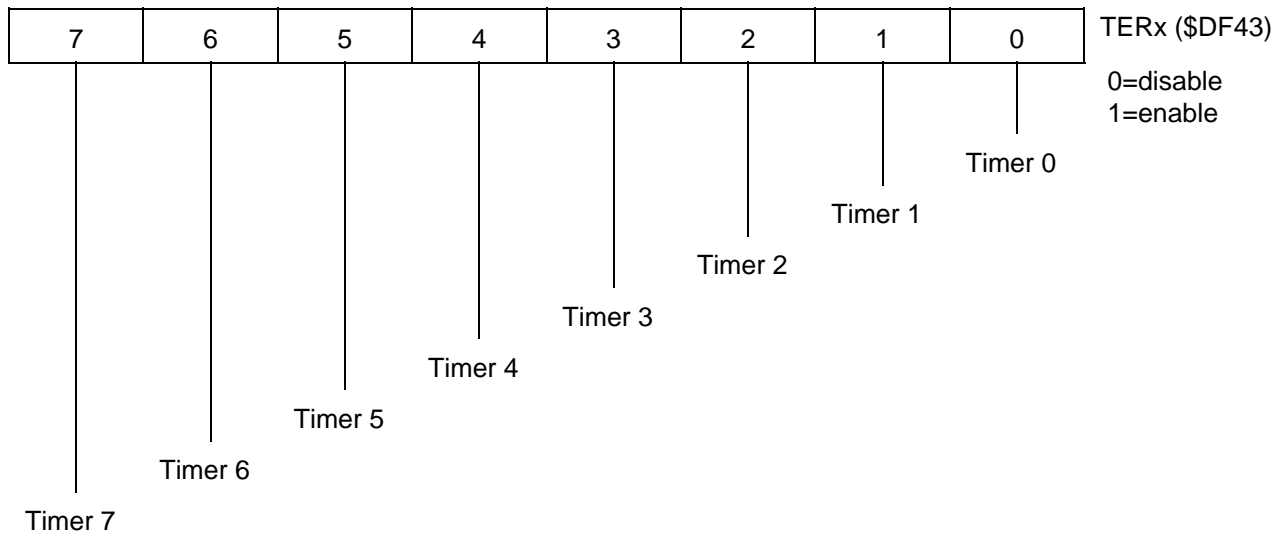 7 6 5 4 3 2 1 0 TERx ($DF43)
0=disable
1=enable
Timer 0
Timer 1
Timer 2
Timer 3
Timer 4
Timer 5
Timer 6
Timer 7